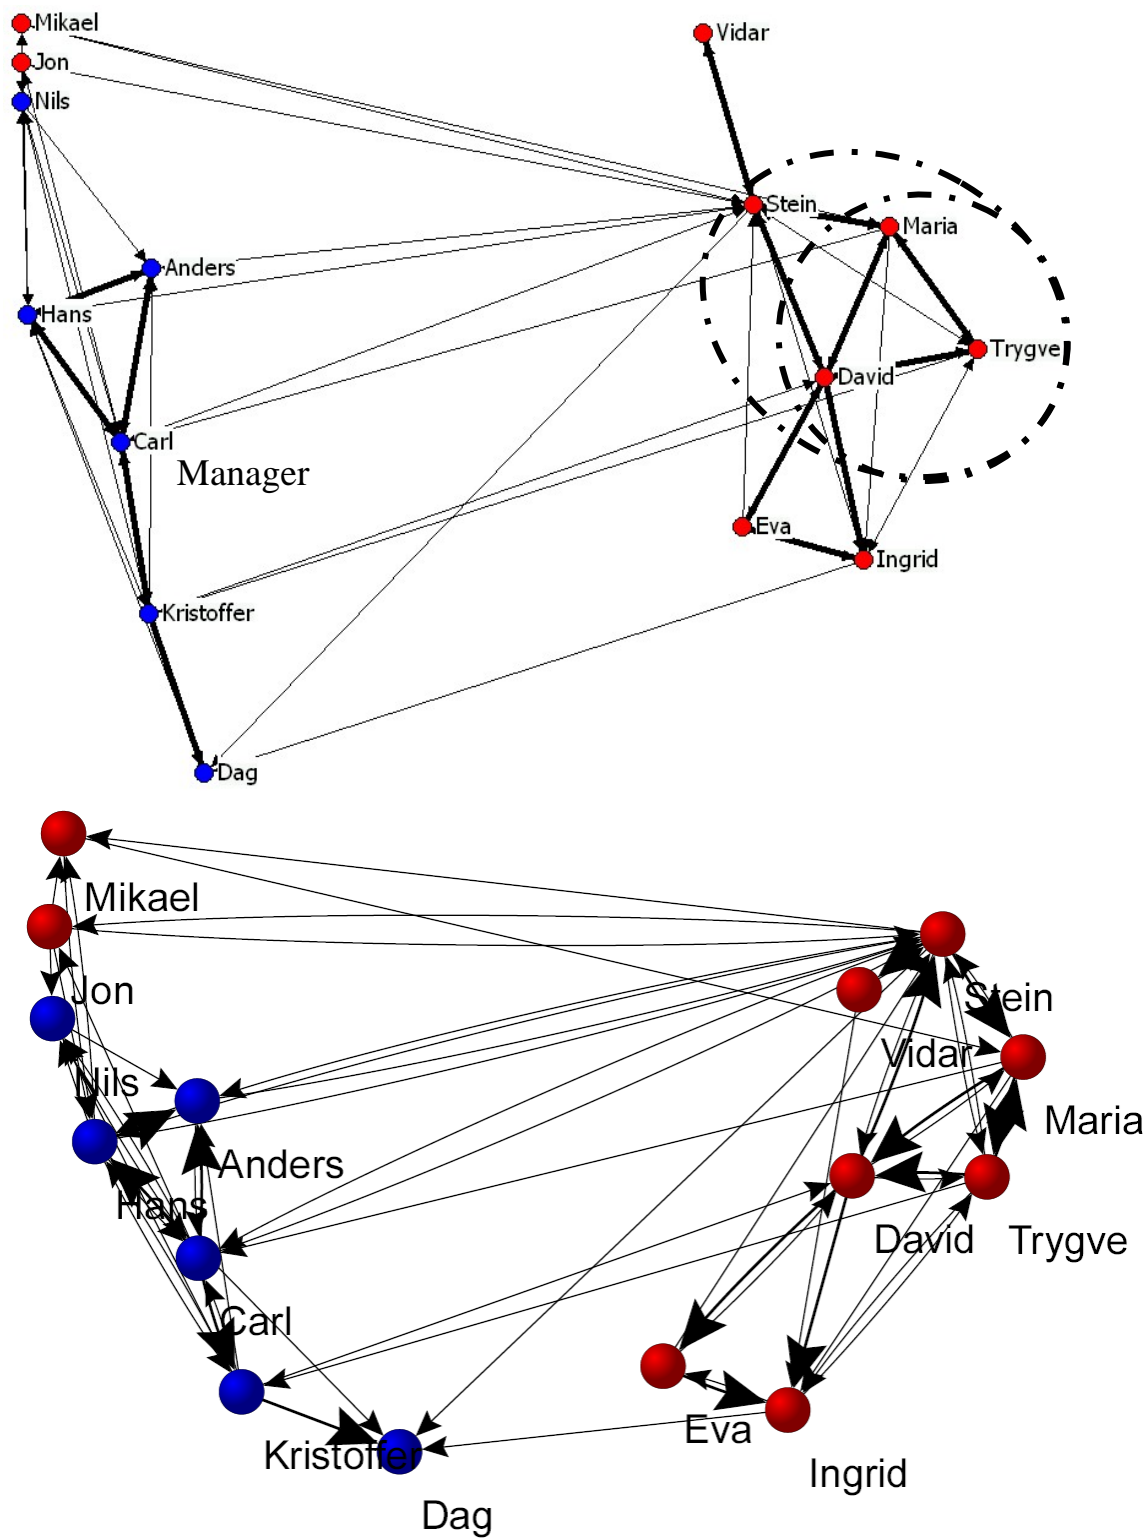 Mikael
Vidar
Jon
Nils
Stein
Maria
Anders
Hans
Trygve
David
Carl
Manager
Eva
Ingrid
Kristoffer
Dag
Mikael
Jon
Stein
Vidar
Nils
Maria
Anders
Hans
David
Trygve
Carl
Eva
Kristoffer
Ingrid
Dag